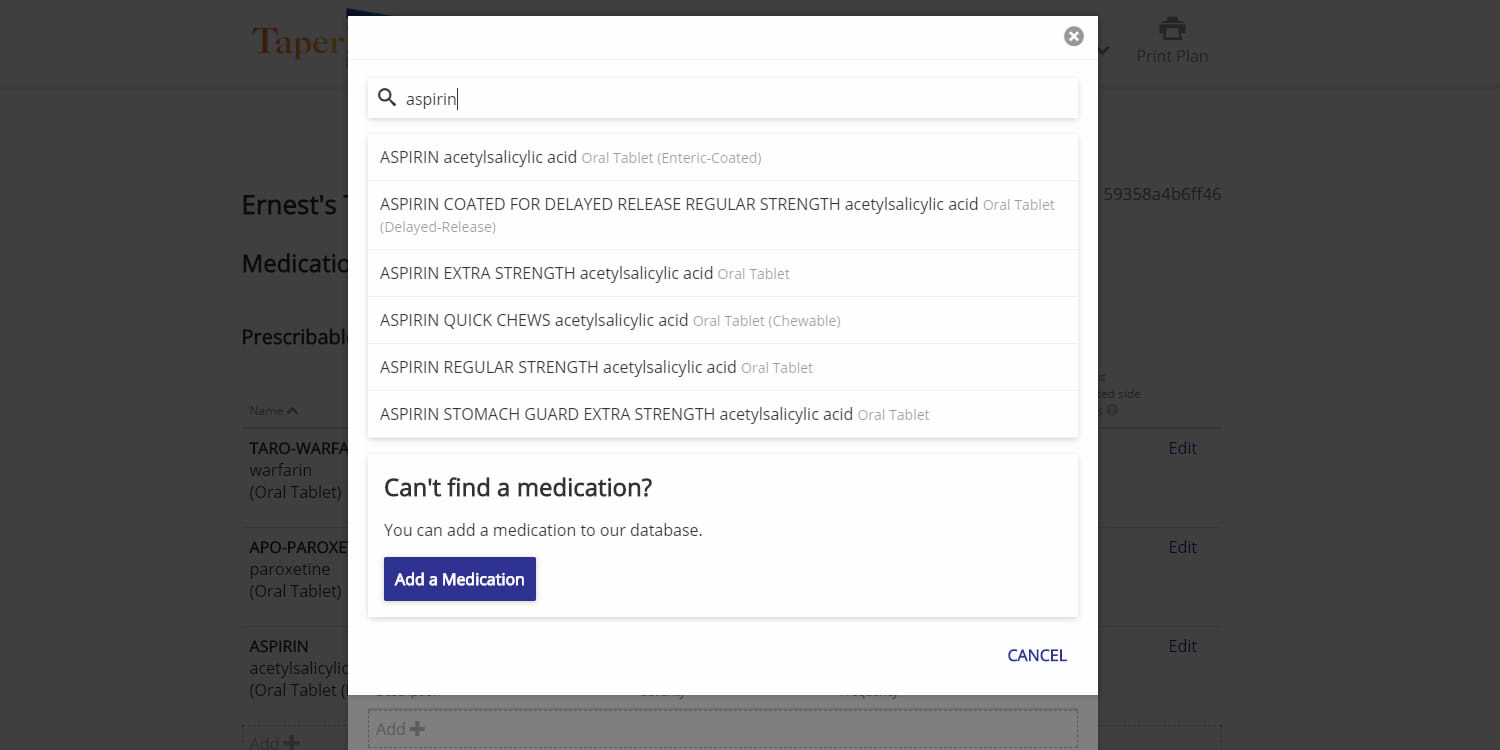 Taper
Print Plan
aspirin
ASPIRIN acetylsalicylic acid Oral Tablet (Enteric-Coated)
ASPIRIN COATED FOR DELAYED RELEASE REGULAR STRENGTH acetylsalicylic acid Oral Tablet
(Delayed-Release)
ASPIRIN EXTRA STRENGTH acetylsalicylic acid Oral Tablet
ASPIRIN QUICK CHEWS acetylsalicylic acid Oral Tablet (Chewable)
ASPIRIN REGULAR STRENGTH acetylsalicylic acid Oral Tablet
ASPIRIN STOMACH GUARD EXTRA STRENGTH acetylsalicylic acid Oral Tablet
Can't find a medication?
You can add a medication to our database.
Add a Medication
CANCEL
Ernest's
59358a4b6ff46
Medicatio
Prescribabl
side
Name
TARO-WARFA
warfarin
(Oral Tablet)
Edit
APO-PAROXE
paroxetine
(Oral Tablet)
Edit
ASPIRIN
acetylsalicylic
(Oral Tablet (
Edit
Add
Add